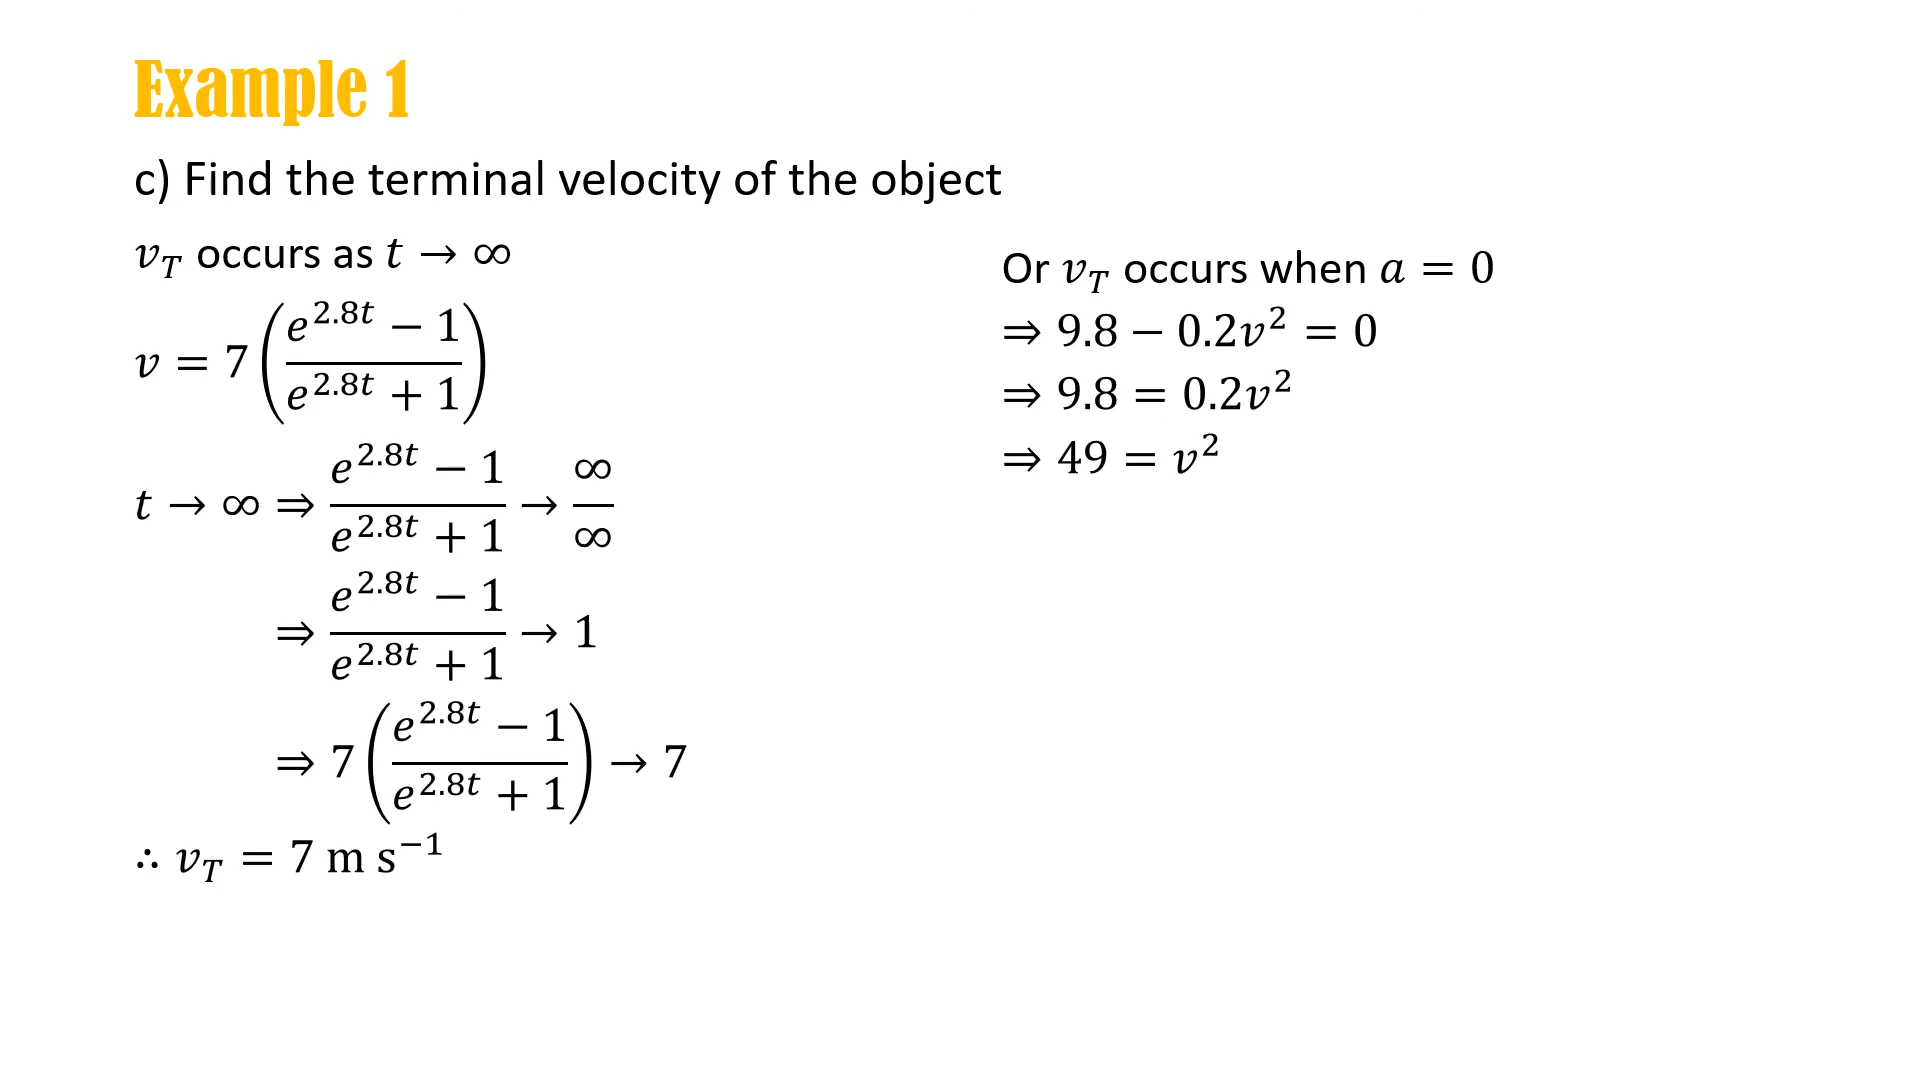 Example 1
c) Find the terminal velocity of the object
v_T occurs as t → ∞
v = 7 ( (e^{2.8t} − 1) / (e^{2.8t} + 1) )
t → ∞ ⇒ (e^{2.8t} − 1) / (e^{2.8t} + 1) → ∞ / ∞
⇒ (e^{2.8t} − 1) / (e^{2.8t} + 1) → 1
⇒ 7 ( (e^{2.8t} − 1) / (e^{2.8t} + 1) ) → 7
∴ v_T = 7 m s^{−1}
Or v_T occurs when a = 0
⇒ 9.8 − 0.2v² = 0
⇒ 9.8 = 0.2v²
⇒ 49 = v²